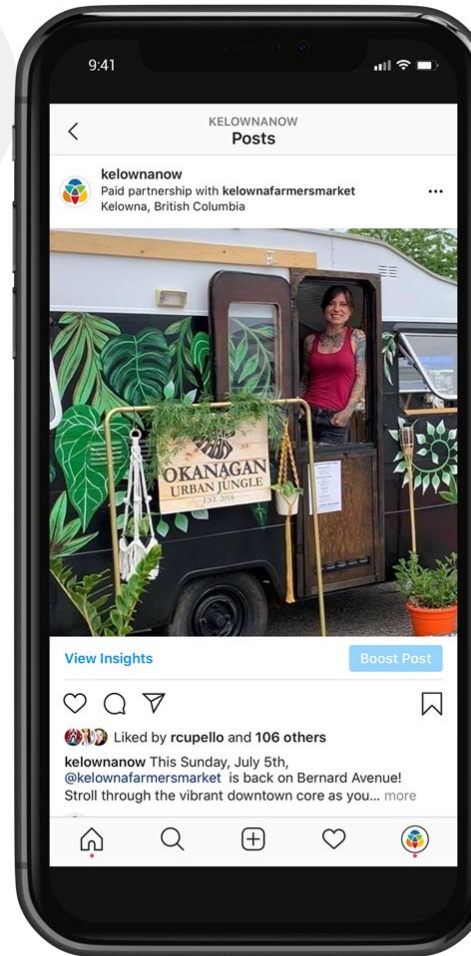 9:41
KELOWNANOW
Posts
kelownanow
Paid partnership with kelownafarmersmarket
Kelowna, British Columbia
OKANAGAN
URBAN JUNGLE
EST. 2018
View Insights
Boost Post
Liked by rcupello and 106 others
kelownanow This Sunday, July 5th,
@kelownafarmersmarket is back on Bernard Avenue!
Stroll through the vibrant downtown core as you... more